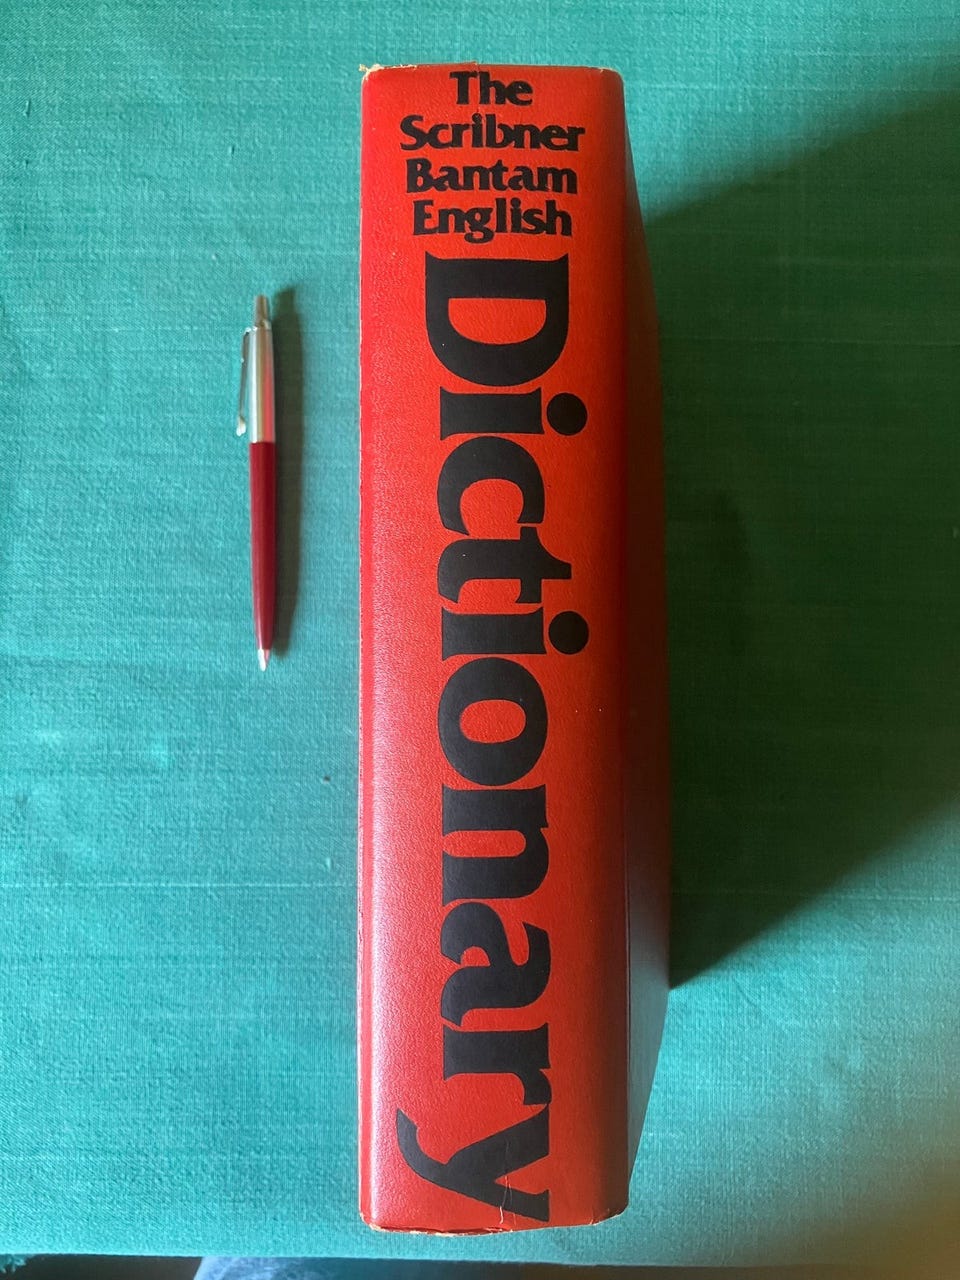 The
Scribner
Bantam
English
Dictionary